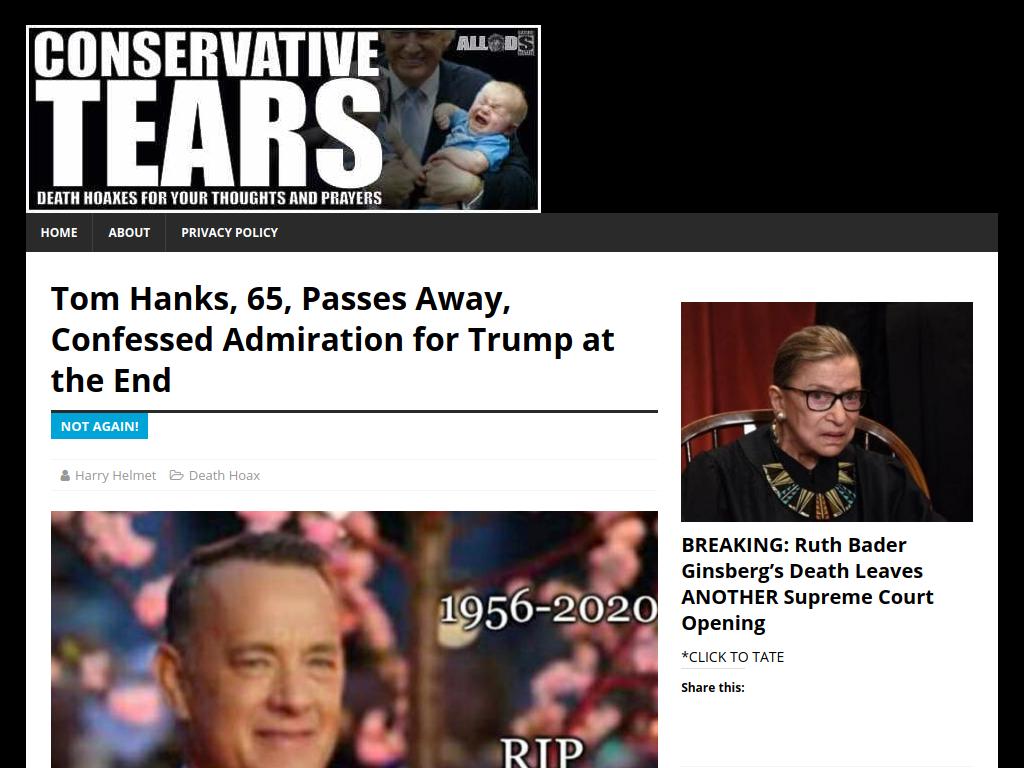 CONSERVATIVE
TEARS
DEATH HOAXES FOR YOUR THOUGHTS AND PRAYERS
HOME
ABOUT
PRIVACY POLICY
Tom Hanks, 65, Passes Away,
Confessed Admiration for Trump at
the End
NOT AGAIN!
Harry Helmet
Death Hoax
1956-2020
RIP
BREAKING: Ruth Bader
Ginsberg’s Death Leaves
ANOTHER Supreme Court
Opening
*CLICK TO TATE
Share this: